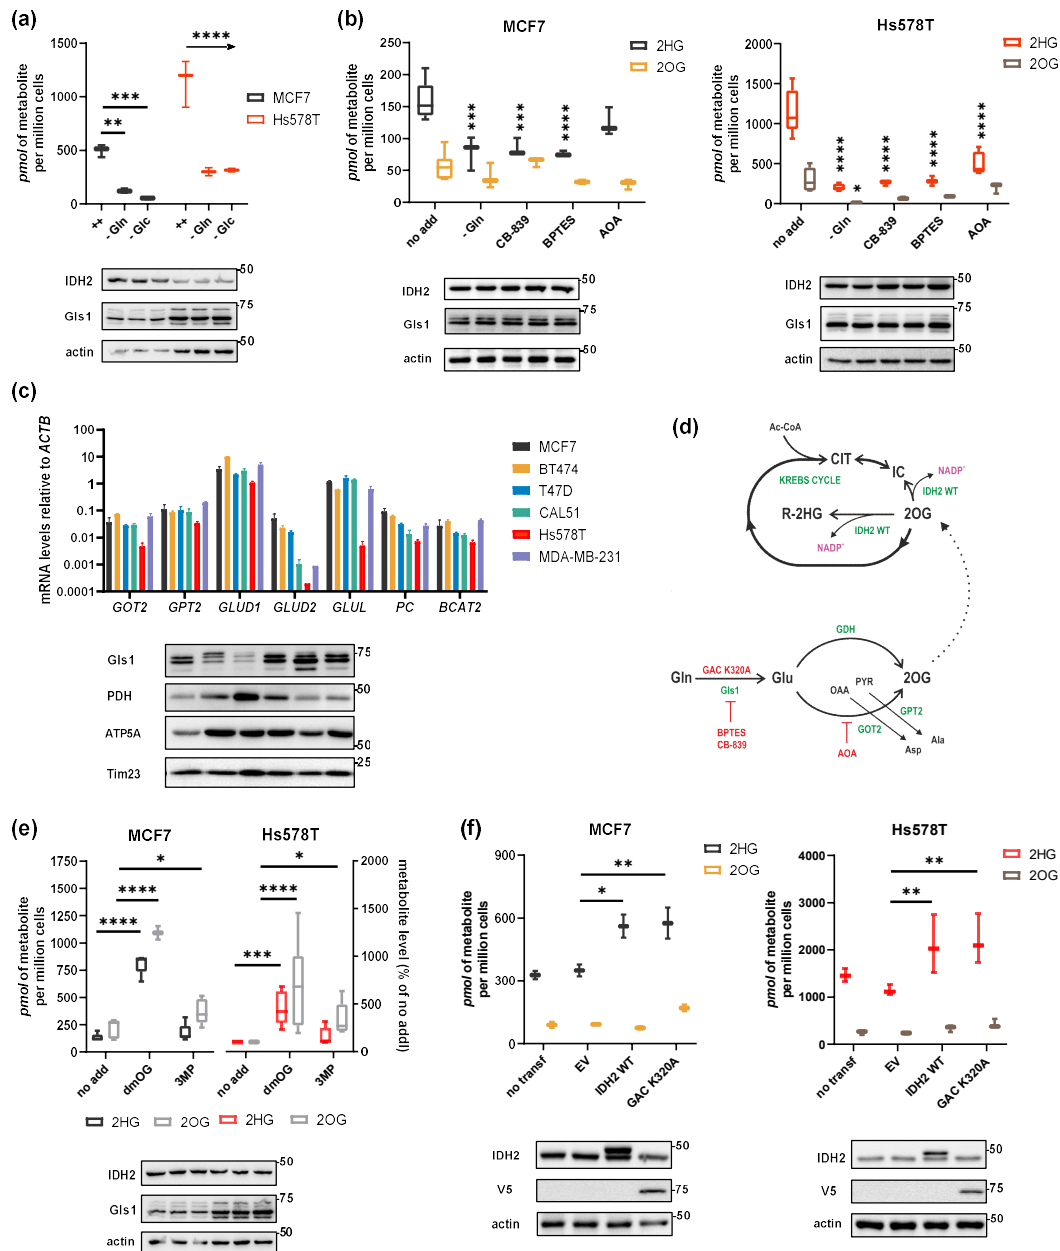 (a)
1500
1000
500
0
pmol of metabolite
per million cells
****
***
**
MCF7
Hs578T
++
- Gln
- Glc
++
- Gln
- Glc
IDH2
50
Gls1
75
actin
50
(b)
MCF7
250
200
150
100
50
0
pmol of metabolite
per million cells
2HG
2OG
***
***
****
no add
- Gln
CB-839
BPTES
AOA
IDH2
50
Gls1
75
actin
50
Hs578T
2000
1500
1000
500
0
pmol of metabolite
per million cells
2HG
2OG
****
*
****
****
****
no add
-Gln
CB-839
BPTES
AOA
IDH2
50
Gls1
75
actin
50
(c)
mRNA levels relative to ACTB
100
10
1
0.1
0.01
0.001
0.0001
MCF7
BT474
T47D
CAL51
Hs578T
MDA-MB-231
GOT2
GPT2
GLUD1
GLUD2
GLUL
PC
BCAT2
Gls1
75
PDH
50
ATP5A
50
Tim23
25
(d)
Ac-CoA
CIT
IC
NADP+
KREBS CYCLE
IDH2 WT
R-2HG
2OG
IDH2 WT
NADP+
GDH
GAC K320A
Gln
Glu
2OG
Gls1
PYR
OAA
GPT2
GOT2
BPTES
CB-839
AOA
Asp
Ala
(e)
MCF7
Hs578T
1750
1500
1250
1000
750
500
250
0
pmol of metabolite
per million cells
*
****
****
*
****
***
2000
1500
1000
500
0
metabolite level (% of no addl)
no add
dmOG
3MP
no add
dmOG
3MP
2HG
2OG
2HG
2OG
IDH2
50
Gls1
75
actin
50
(f)
MCF7
900
600
300
0
pmol of metabolite
per million cells
**
*
2HG
2OG
no transf
EV
IDH2 WT
GAC K320A
IDH2
50
V5
75
actin
50
Hs578T
4000
3000
2000
1000
0
pmol of metabolite
per million cells
**
**
2HG
2OG
no transf
EV
IDH2 WT
GAC K320A
IDH2
50
V5
75
actin
50